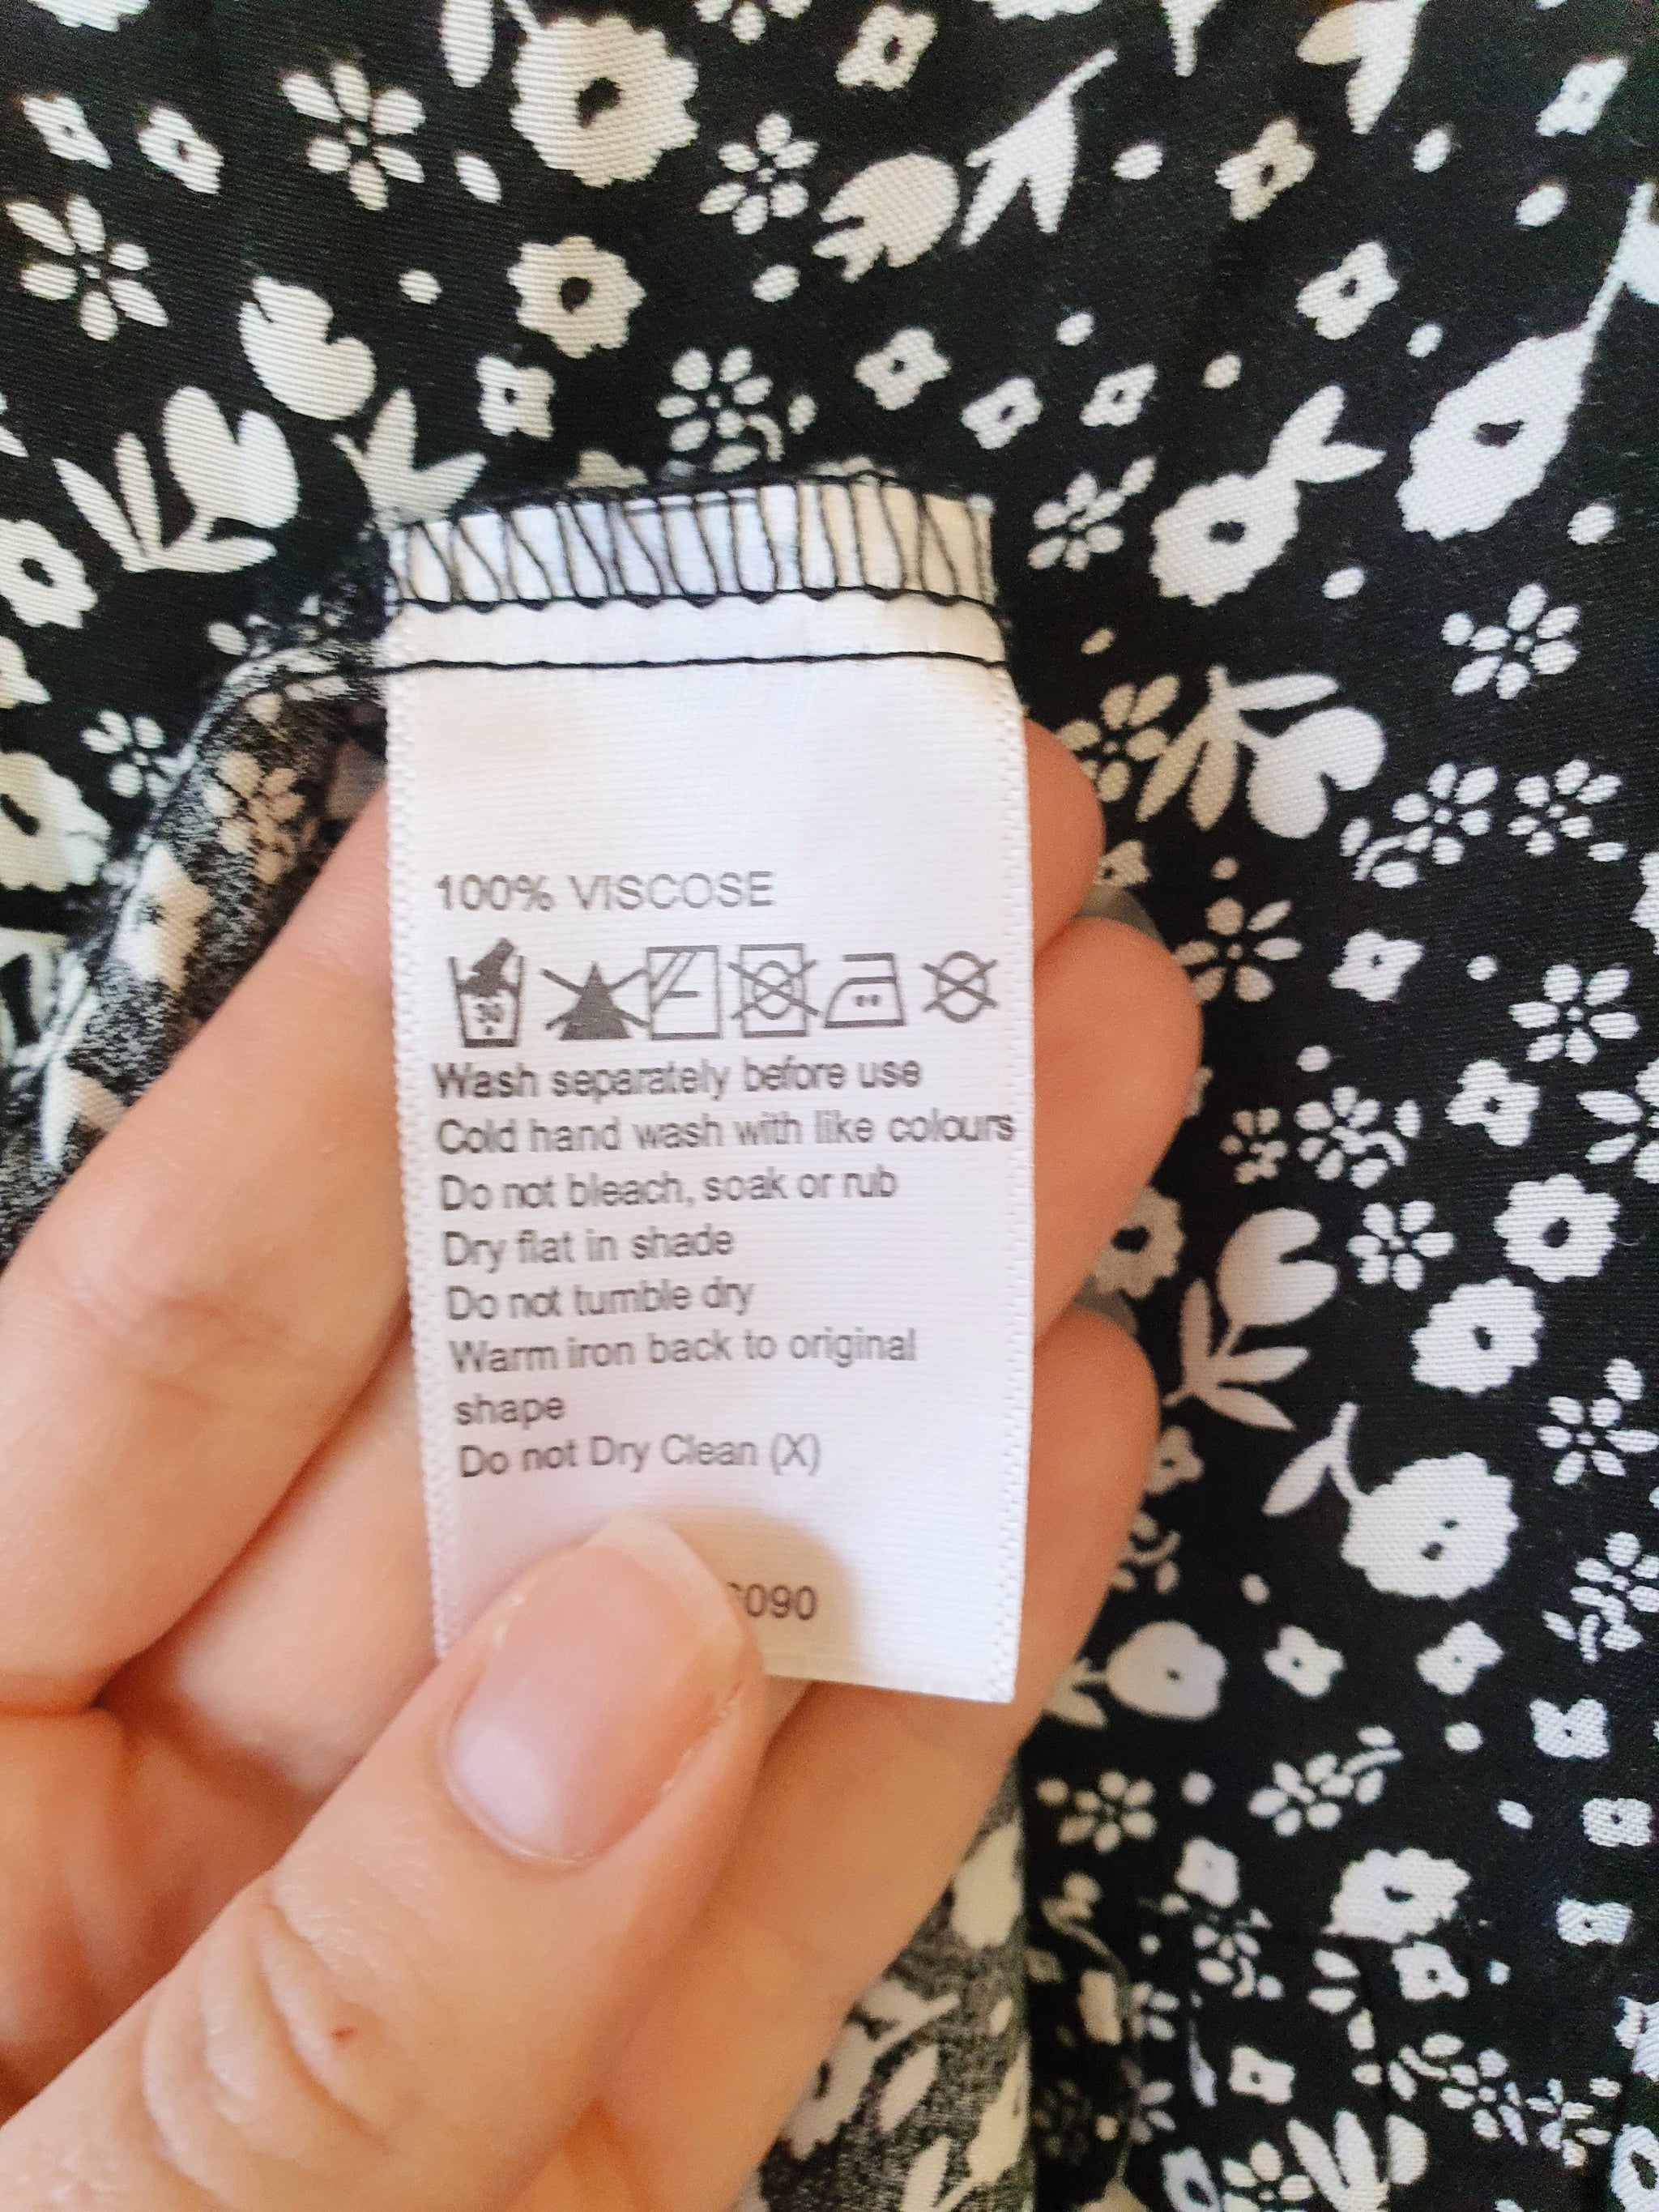 100% VISCOSE
30
Wash separately before use
Cold hand wash with like colours
Do not bleach, soak or rub
Dry flat in shade
Do not tumble dry
Warm iron back to original
shape
Do not Dry Clean (X)
6090